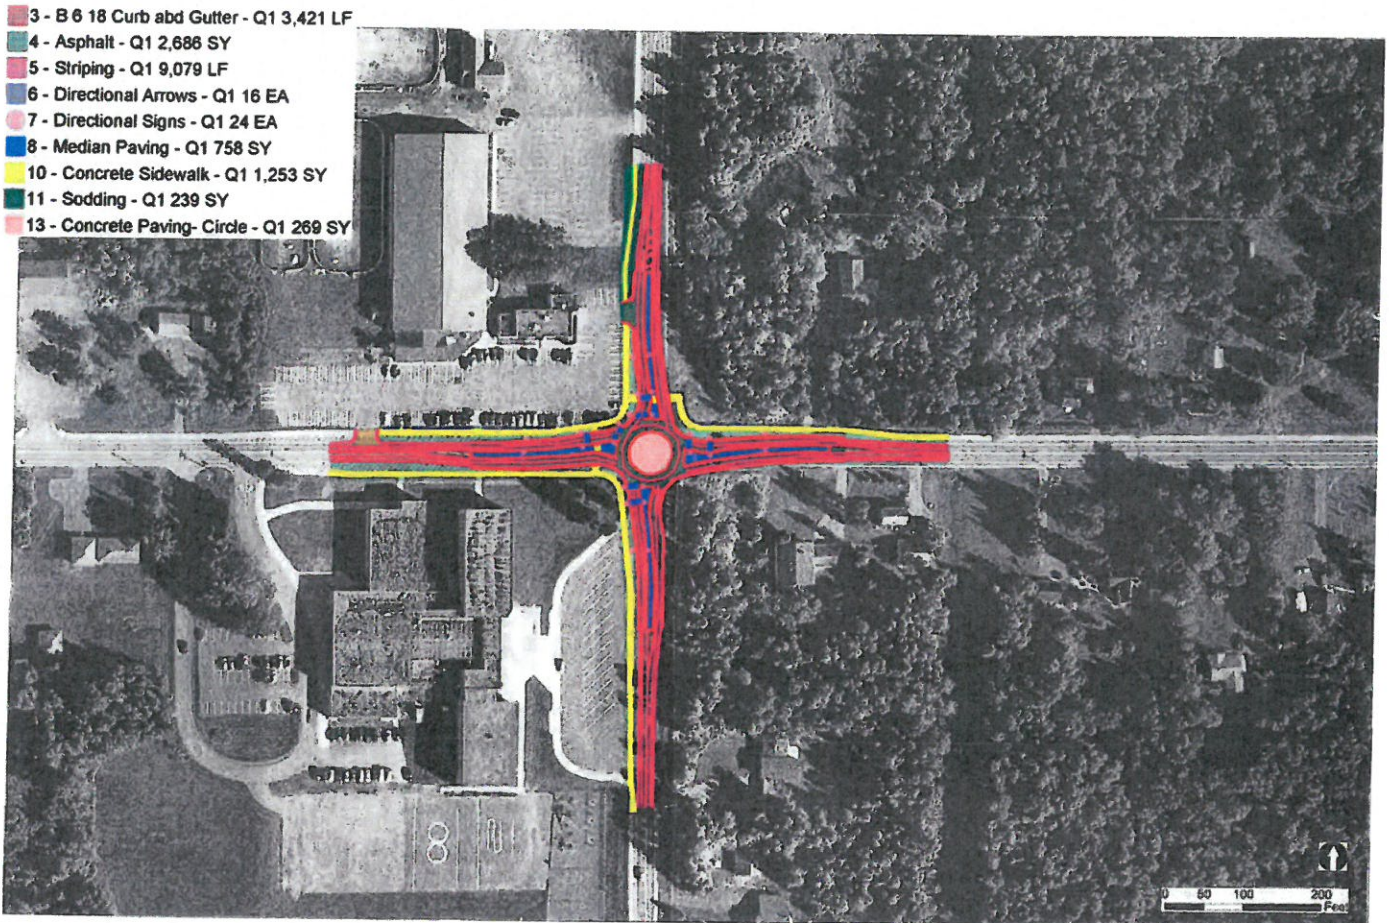 3 - B 6 18 Curb abd Gutter - Q1 3,421 LF
4 - Asphalt - Q1 2,686 SY
5 - Striping - Q1 9,079 LF
6 - Directional Arrows - Q1 16 EA
7 - Directional Signs - Q1 24 EA
8 - Median Paving - Q1 758 SY
10 - Concrete Sidewalk - Q1 1,253 SY
11 - Sodding - Q1 239 SY
13 - Concrete Paving- Circle - Q1 269 SY
0 50 100 200
Feet